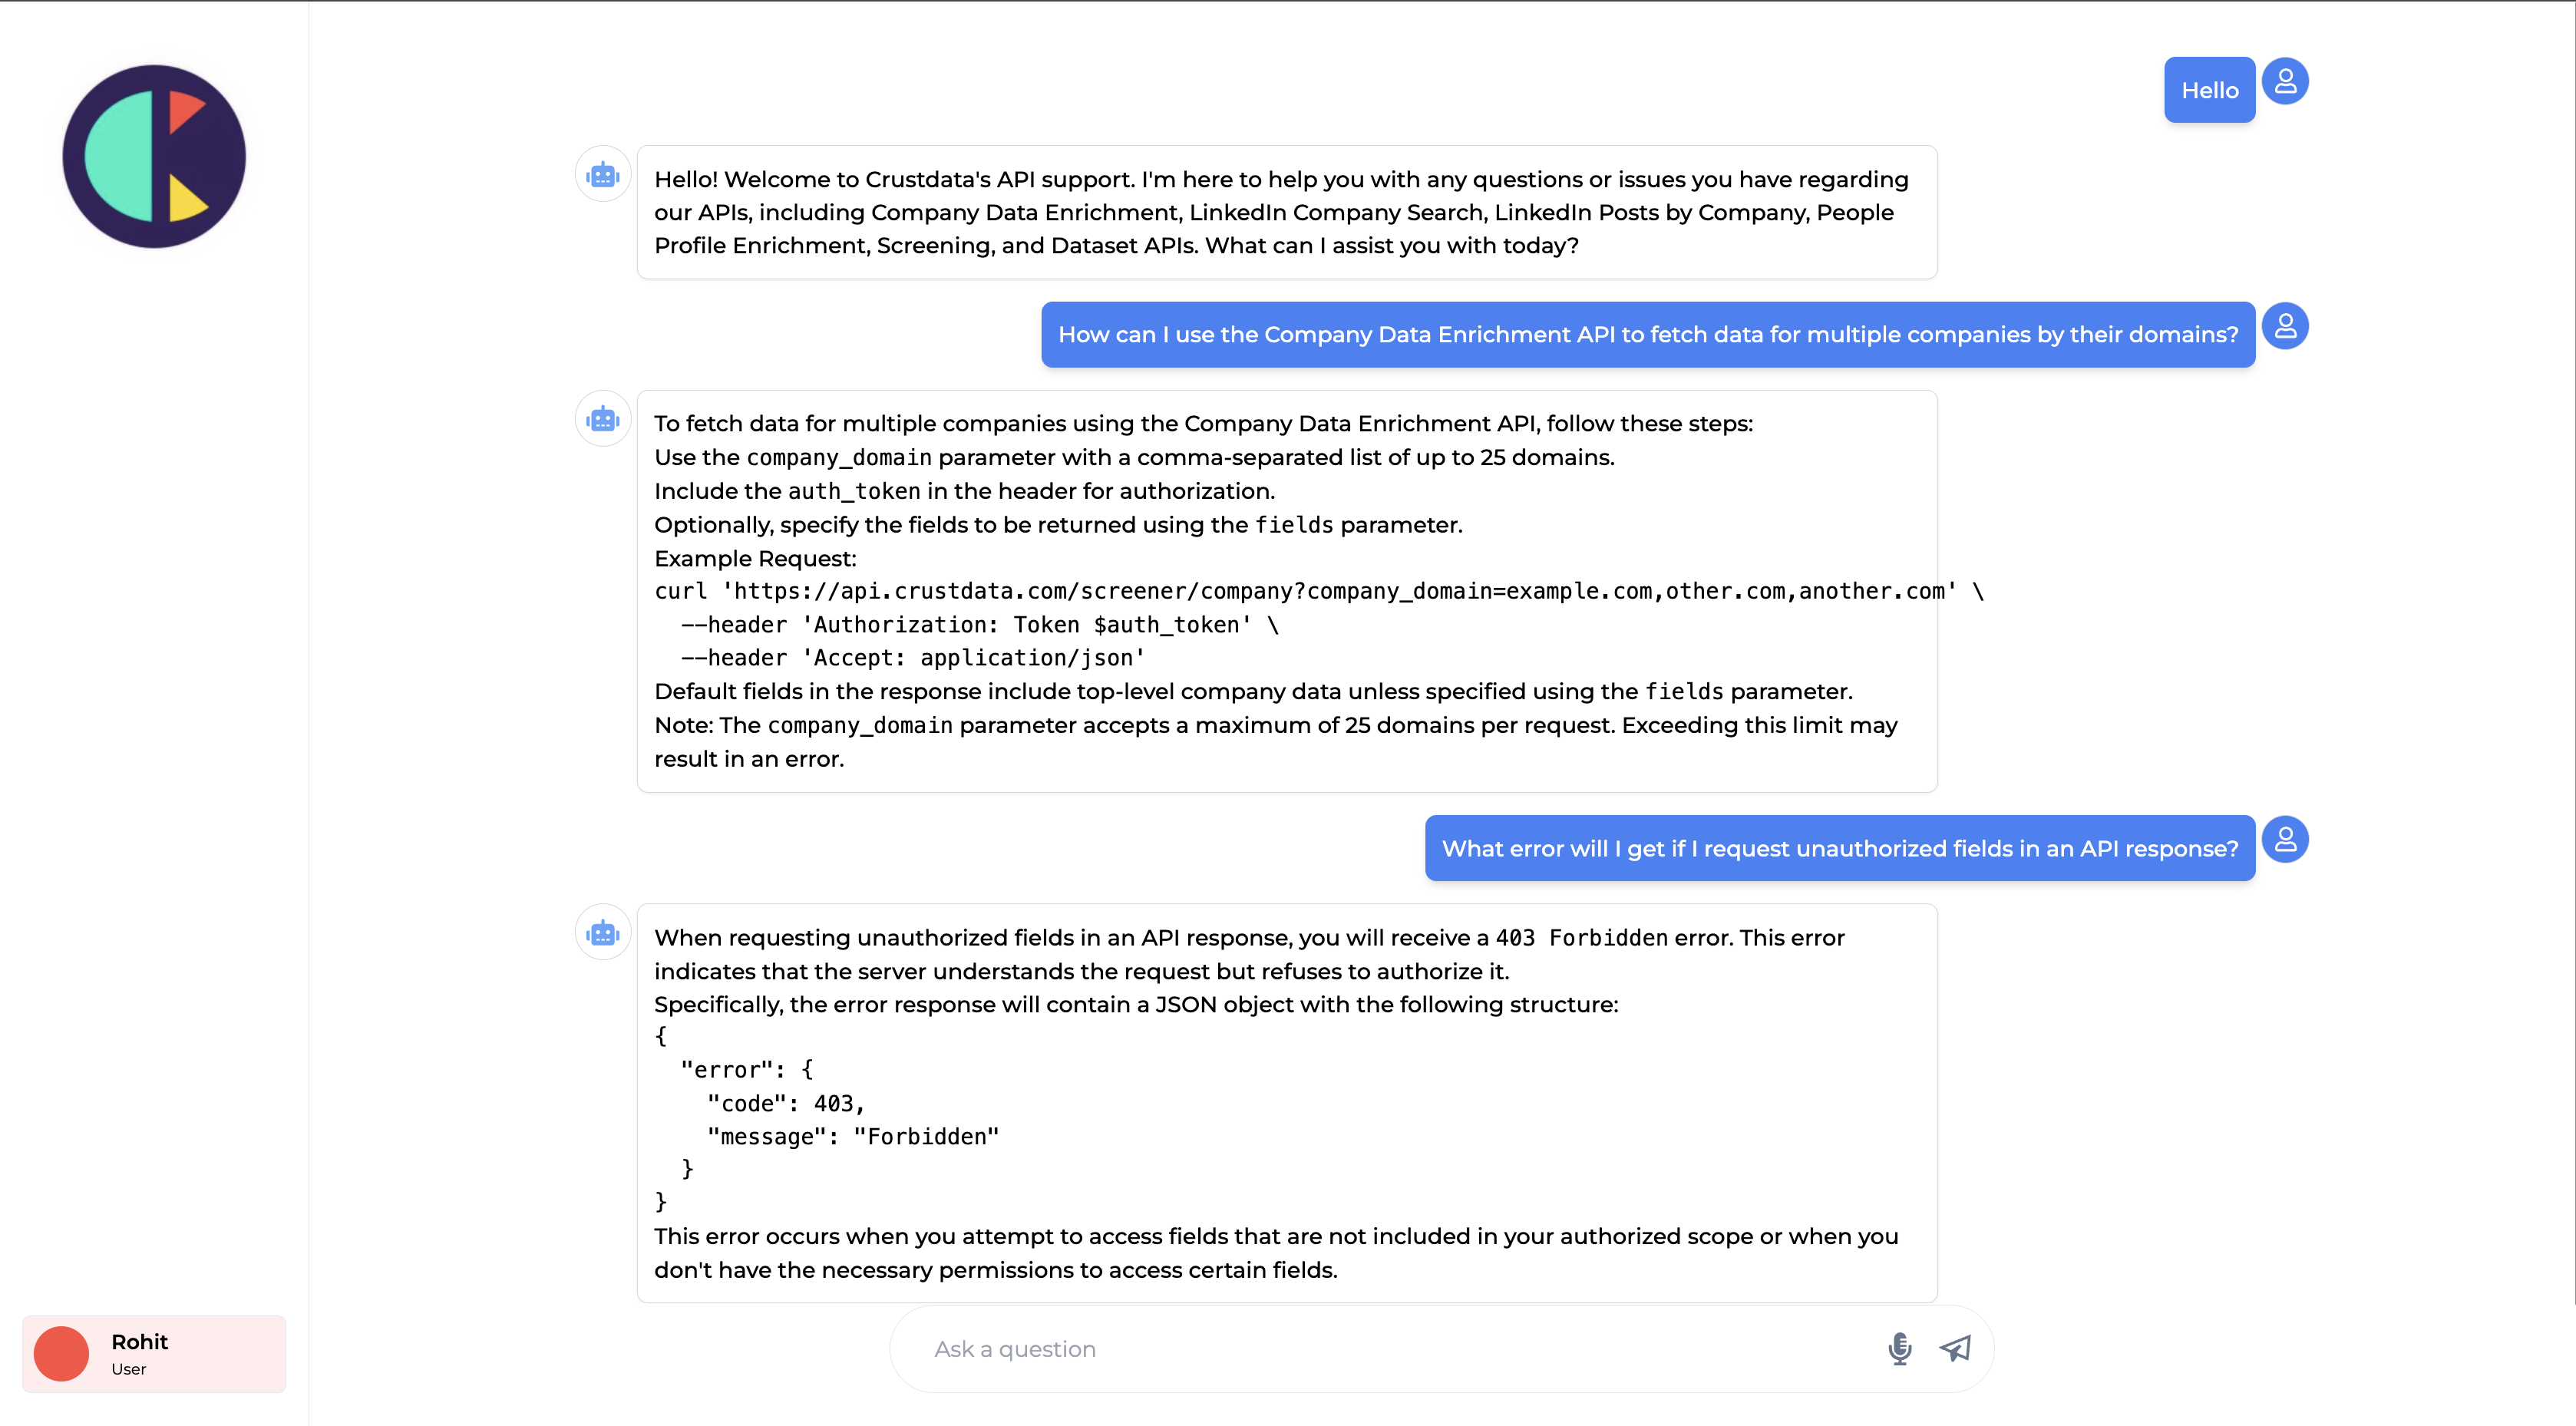 Hello
Hello! Welcome to Crustdata's API support. I'm here to help you with any questions or issues you have regarding
our APIs, including Company Data Enrichment, LinkedIn Company Search, LinkedIn Posts by Company, People
Profile Enrichment, Screening, and Dataset APIs. What can I assist you with today?
How can I use the Company Data Enrichment API to fetch data for multiple companies by their domains?
To fetch data for multiple companies using the Company Data Enrichment API, follow these steps:
Use the company_domain parameter with a comma-separated list of up to 25 domains.
Include the auth_token in the header for authorization.
Optionally, specify the fields to be returned using the fields parameter.
Example Request:
curl 'https://api.crustdata.com/screener/company?company_domain=example.com,other.com,another.com' \
  --header 'Authorization: Token $auth_token' \
  --header 'Accept: application/json'
Default fields in the response include top-level company data unless specified using the fields parameter.
Note: The company_domain parameter accepts a maximum of 25 domains per request. Exceeding this limit may
result in an error.
What error will I get if I request unauthorized fields in an API response?
When requesting unauthorized fields in an API response, you will receive a 403 Forbidden error. This error
indicates that the server understands the request but refuses to authorize it.
Specifically, the error response will contain a JSON object with the following structure:
{
  "error": {
    "code": 403,
    "message": "Forbidden"
  }
}
This error occurs when you attempt to access fields that are not included in your authorized scope or when you
don't have the necessary permissions to access certain fields.
Rohit
User
Ask a question